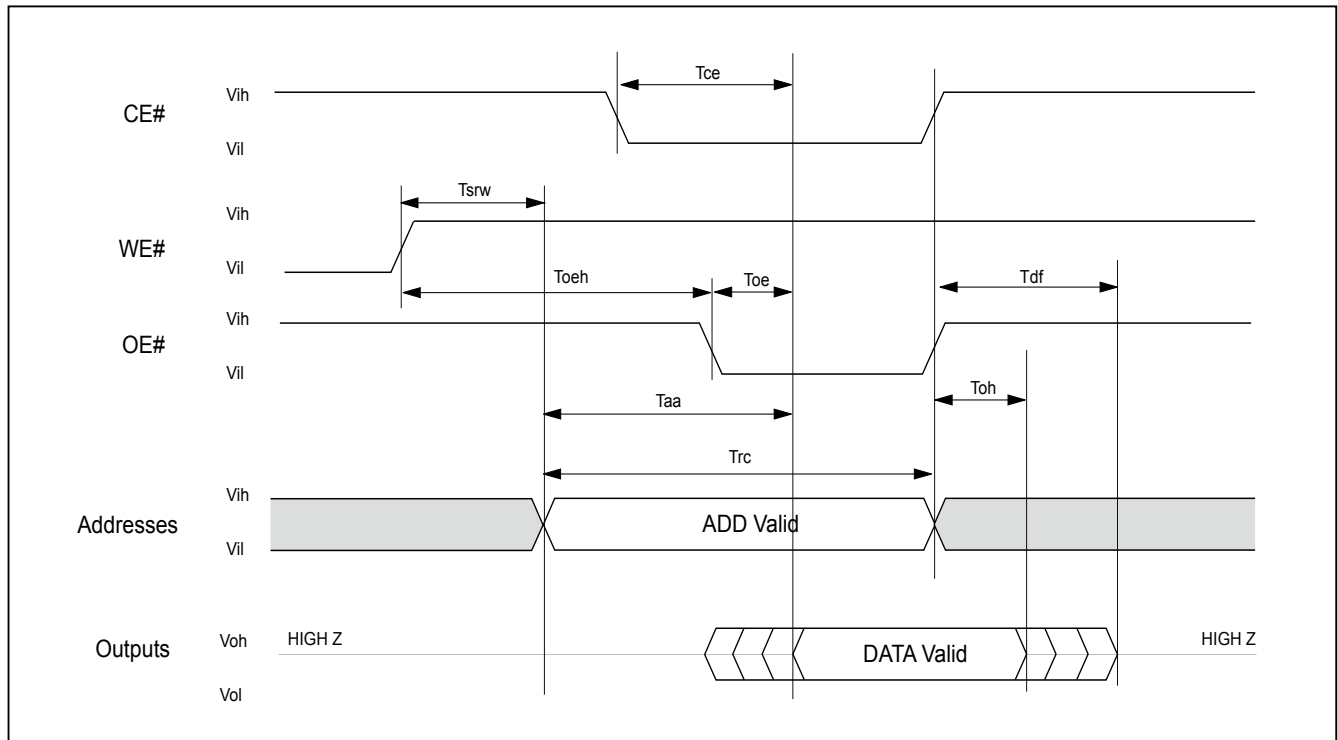 Tce
Vih
CE#
Vil
Tsrw
Vih
WE#
Vil
Toeh
Toe
Tdf
Vih
OE#
Vil
Toh
Taa
Trc
Vih
Addresses
ADD Valid
Vil
Outputs
Voh
HIGH Z
DATA Valid
HIGH Z
Vol